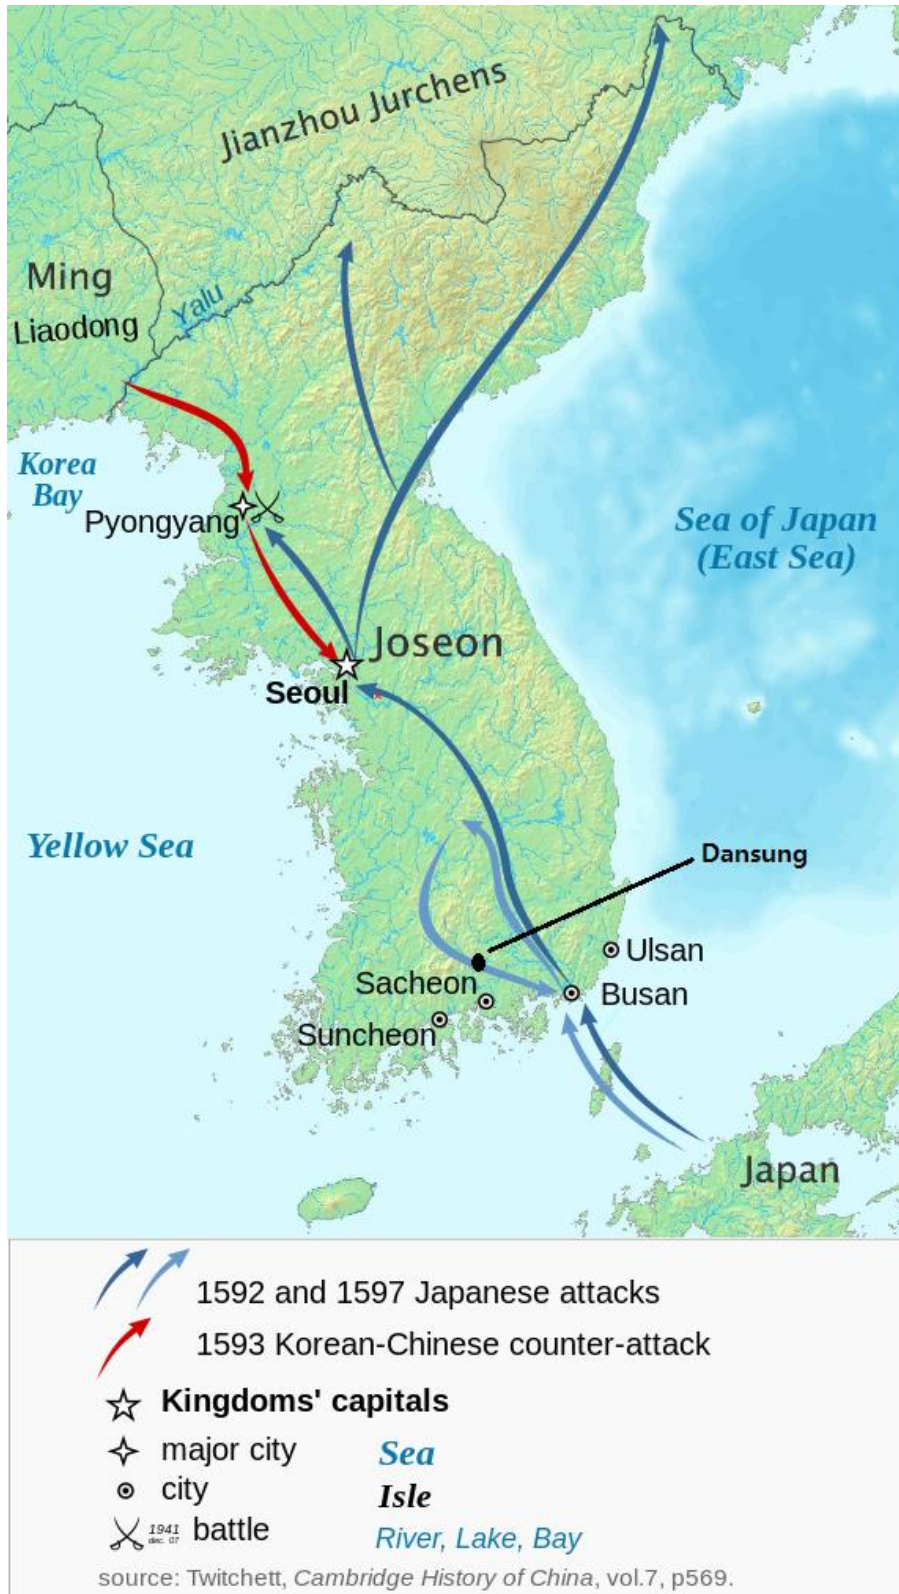 Jianzhou Jurchens
Ming
Liaodong
Yalu
Korea
Bay
Pyongyang
Sea of Japan
(East Sea)
Joseon
Seoul
Yellow Sea
Dansung
Ulsan
Sacheon
Busan
Suncheon
Japan
1592 and 1597 Japanese attacks
1593 Korean-Chinese counter-attack
Kingdoms' capitals
major city
Sea
city
Isle
1941
dec. 07
battle
River, Lake, Bay
source: Twitchett, Cambridge History of China, vol.7, p569.